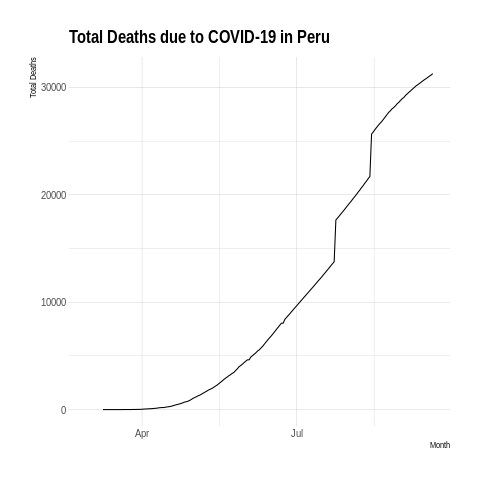 Total Deaths due to COVID-19 in Peru
Total Deaths
30000
20000
10000
0
Apr
Jul
Month